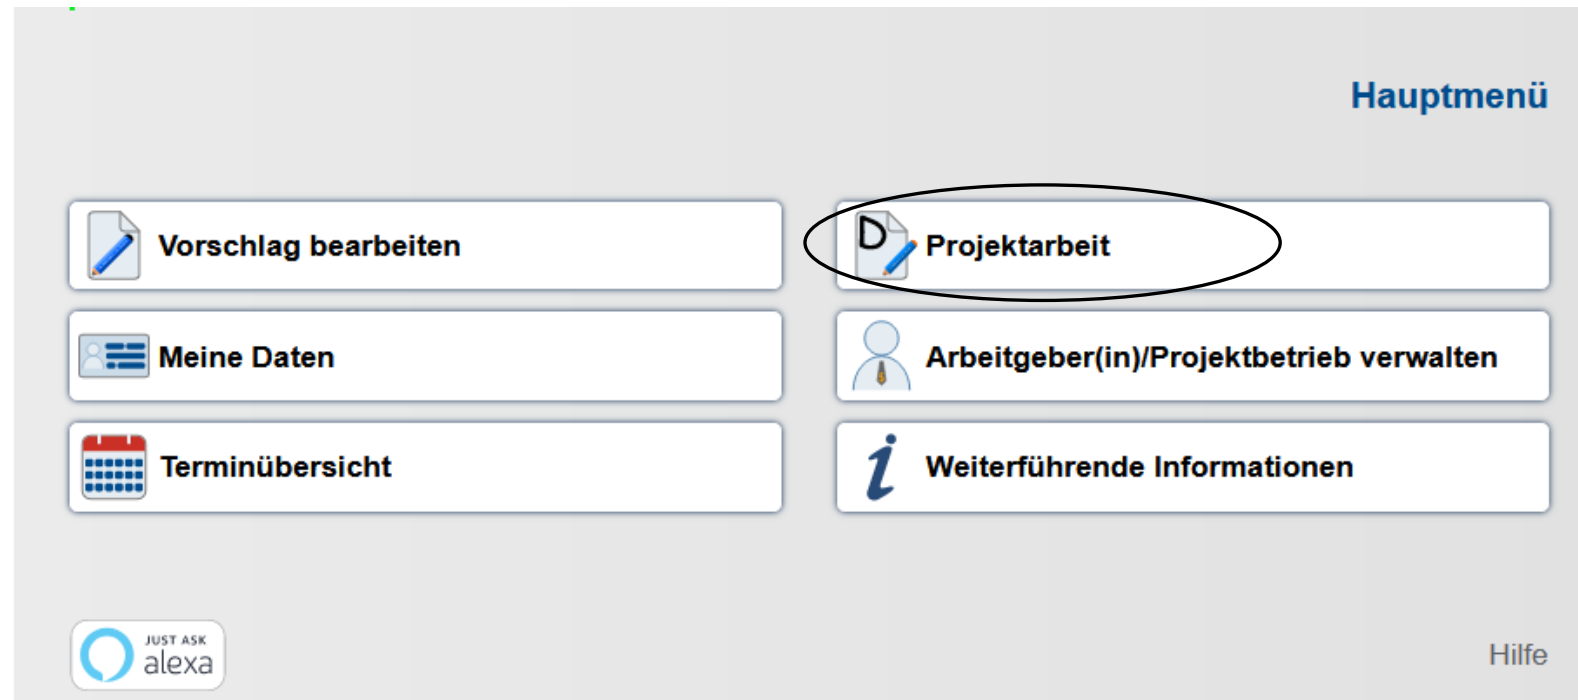 Hauptmenü
Vorschlag bearbeiten
D Projektarbeit
Meine Daten
Arbeitgeber(in)/Projektbetrieb verwalten
Terminübersicht
i Weiterführende Informationen
JUST ASK
alexa
Hilfe